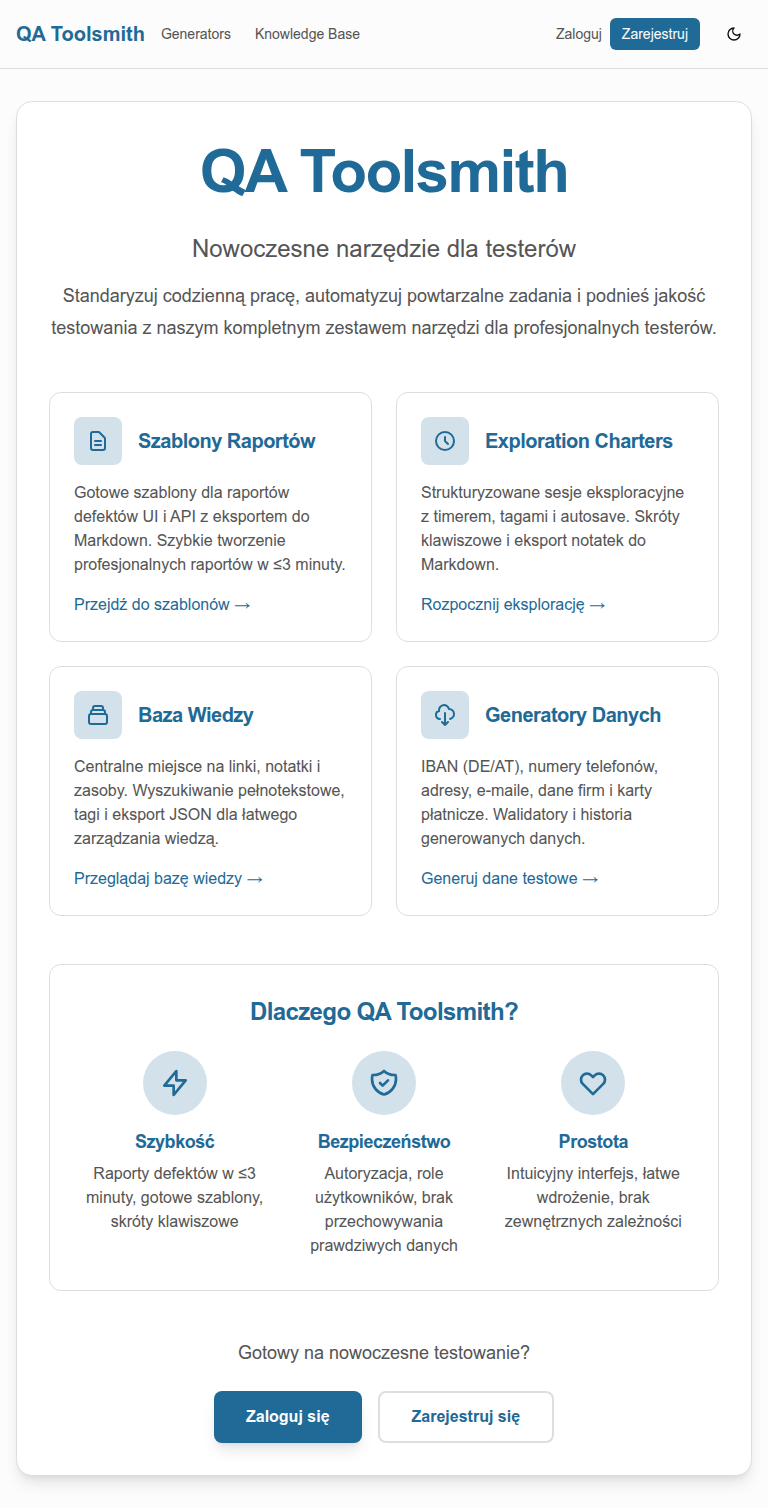 QA Toolsmith Generators Knowledge Base Zaloguj Zarejestruj
QA Toolsmith
Nowoczesne narzędzie dla testerów
Standaryzuj codzienną pracę, automatyzuj powtarzalne zadania i podnieś jakość
testowania z naszym kompletnym zestawem narzędzi dla profesjonalnych testerów.
Szablony Raportów
Gotowe szablony dla raportów
defektów UI i API z eksportem do
Markdown. Szybkie tworzenie
profesjonalnych raportów w ≤3 minuty.
Przejdź do szablonów →
Exploration Charters
Strukturyzowane sesje eksploracyjne
z timerem, tagami i autosave. Skróty
klawiszowe i eksport notatek do
Markdown.
Rozpocznij eksplorację →
Baza Wiedzy
Centralne miejsce na linki, notatki i
zasoby. Wyszukiwanie pełnotekstowe,
tagi i eksport JSON dla łatwego
zarządzania wiedzą.
Przeglądaj bazę wiedzy →
Generatory Danych
IBAN (DE/AT), numery telefonów,
adresy, e-maile, dane firm i karty
płatnicze. Walidatory i historia
generowanych danych.
Generuj dane testowe →
Dlaczego QA Toolsmith?
Szybkość
Raporty defektów w ≤3
minuty, gotowe szablony,
skróty klawiszowe
Bezpieczeństwo
Autoryzacja, role
użytkowników, brak
przechowywania
prawdziwych danych
Prostota
Intuicyjny interfejs, łatwe
wdrożenie, brak
zewnętrznych zależności
Gotowy na nowoczesne testowanie?
Zaloguj się Zarejestruj się